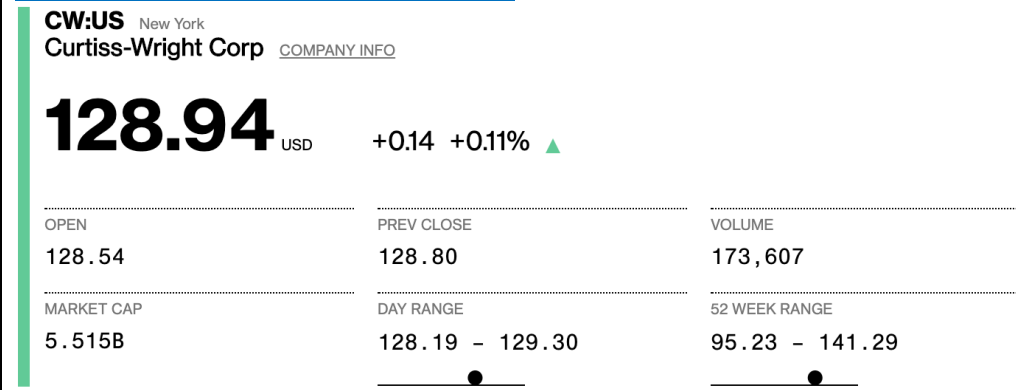 CW:US New York
Curtiss-Wright Corp COMPANY INFO
128.94 USD +0.14 +0.11%
OPEN PREV CLOSE VOLUME
128.54 128.80 173,607
MARKET CAP DAY RANGE 52 WEEK RANGE
5.515B 128.19 - 129.30 95.23 - 141.29